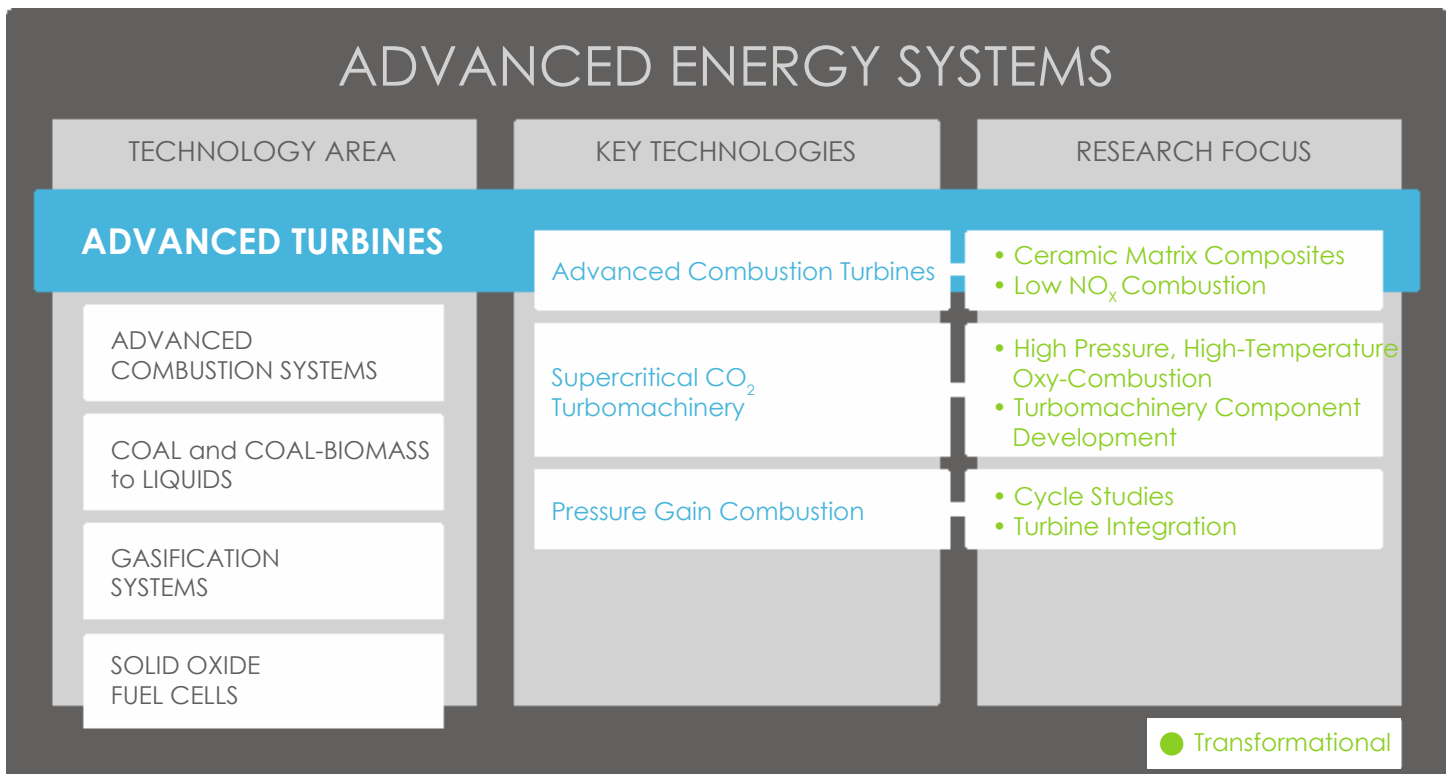 ADVANCED ENERGY SYSTEMS
TECHNOLOGY AREA
ADVANCED TURBINES
ADVANCED
COMBUSTION SYSTEMS
COAL and COAL-BIOMASS
to LIQUIDS
GASIFICATION
SYSTEMS
SOLID OXIDE
FUEL CELLS
KEY TECHNOLOGIES
Advanced Combustion Turbines
Supercritical CO₂
Turbomachinery
Pressure Gain Combustion
RESEARCH FOCUS
• Ceramic Matrix Composites
• Low NOₓ Combustion
• High Pressure, High-Temperature
Oxy-Combustion
• Turbomachinery Component
Development
• Cycle Studies
• Turbine Integration
Transformational